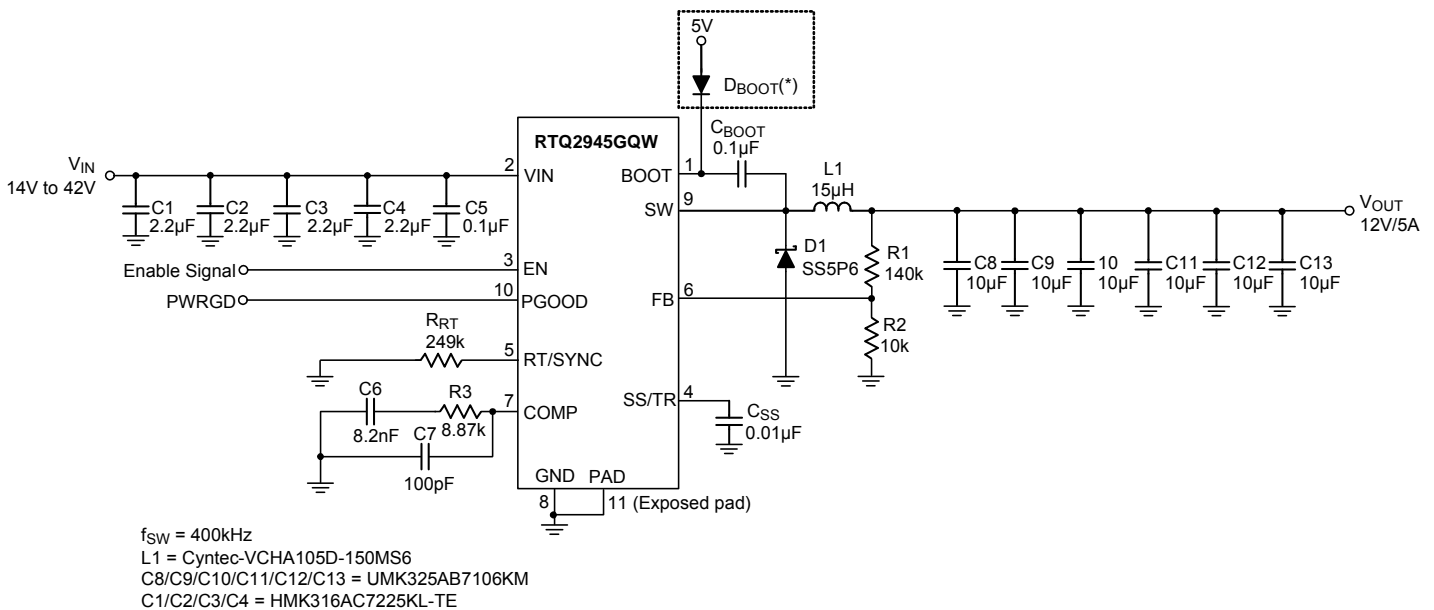 5V
DBOOT(*)
RTQ2945GQW
CBOOT
0.1µF
VIN
14V to 42V
2
VIN
BOOT
1
L1
15µH
C1
2.2µF
C2
2.2µF
C3
2.2µF
C4
2.2µF
C5
0.1µF
SW
9
VOUT
12V/5A
D1
SS5P6
R1
140k
C8
10µF
C9
10µF
10
10µF
C11
10µF
C12
10µF
C13
10µF
Enable Signal
3
EN
PWRGD
10
PGOOD
FB
6
R2
10k
RRT
249k
5
RT/SYNC
C6
8.2nF
R3
8.87k
7
COMP
SS/TR
4
CSS
0.01µF
C7
100pF
GND
PAD
8
11 (Exposed pad)
fSW = 400kHz
L1 = Cyntec-VCHA105D-150MS6
C8/C9/C10/C11/C12/C13 = UMK325AB7106KM
C1/C2/C3/C4 = HMK316AC7225KL-TE